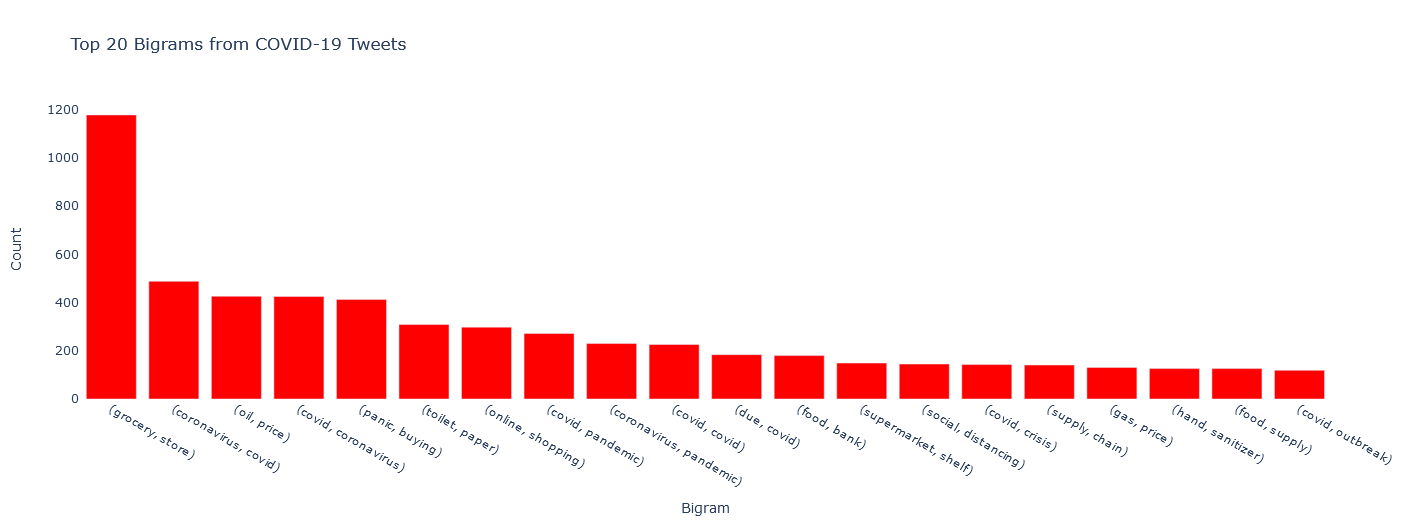 Top 20 Bigrams from COVID-19 Tweets
1200
1000
800
600
400
200
0
Count
(grocery, store)
(coronavirus, covid)
(oil, price)
(covid, coronavirus)
(panic, buying)
(toilet, paper)
(online, shopping)
(covid, pandemic)
(coronavirus, pandemic)
(covid, covid)
(due, covid)
(food, bank)
(supermarket, shelf)
(social, distancing)
(covid, crisis)
(supply, chain)
(gas, price)
(hand, sanitizer)
(food, supply)
(covid, outbreak)
Bigram